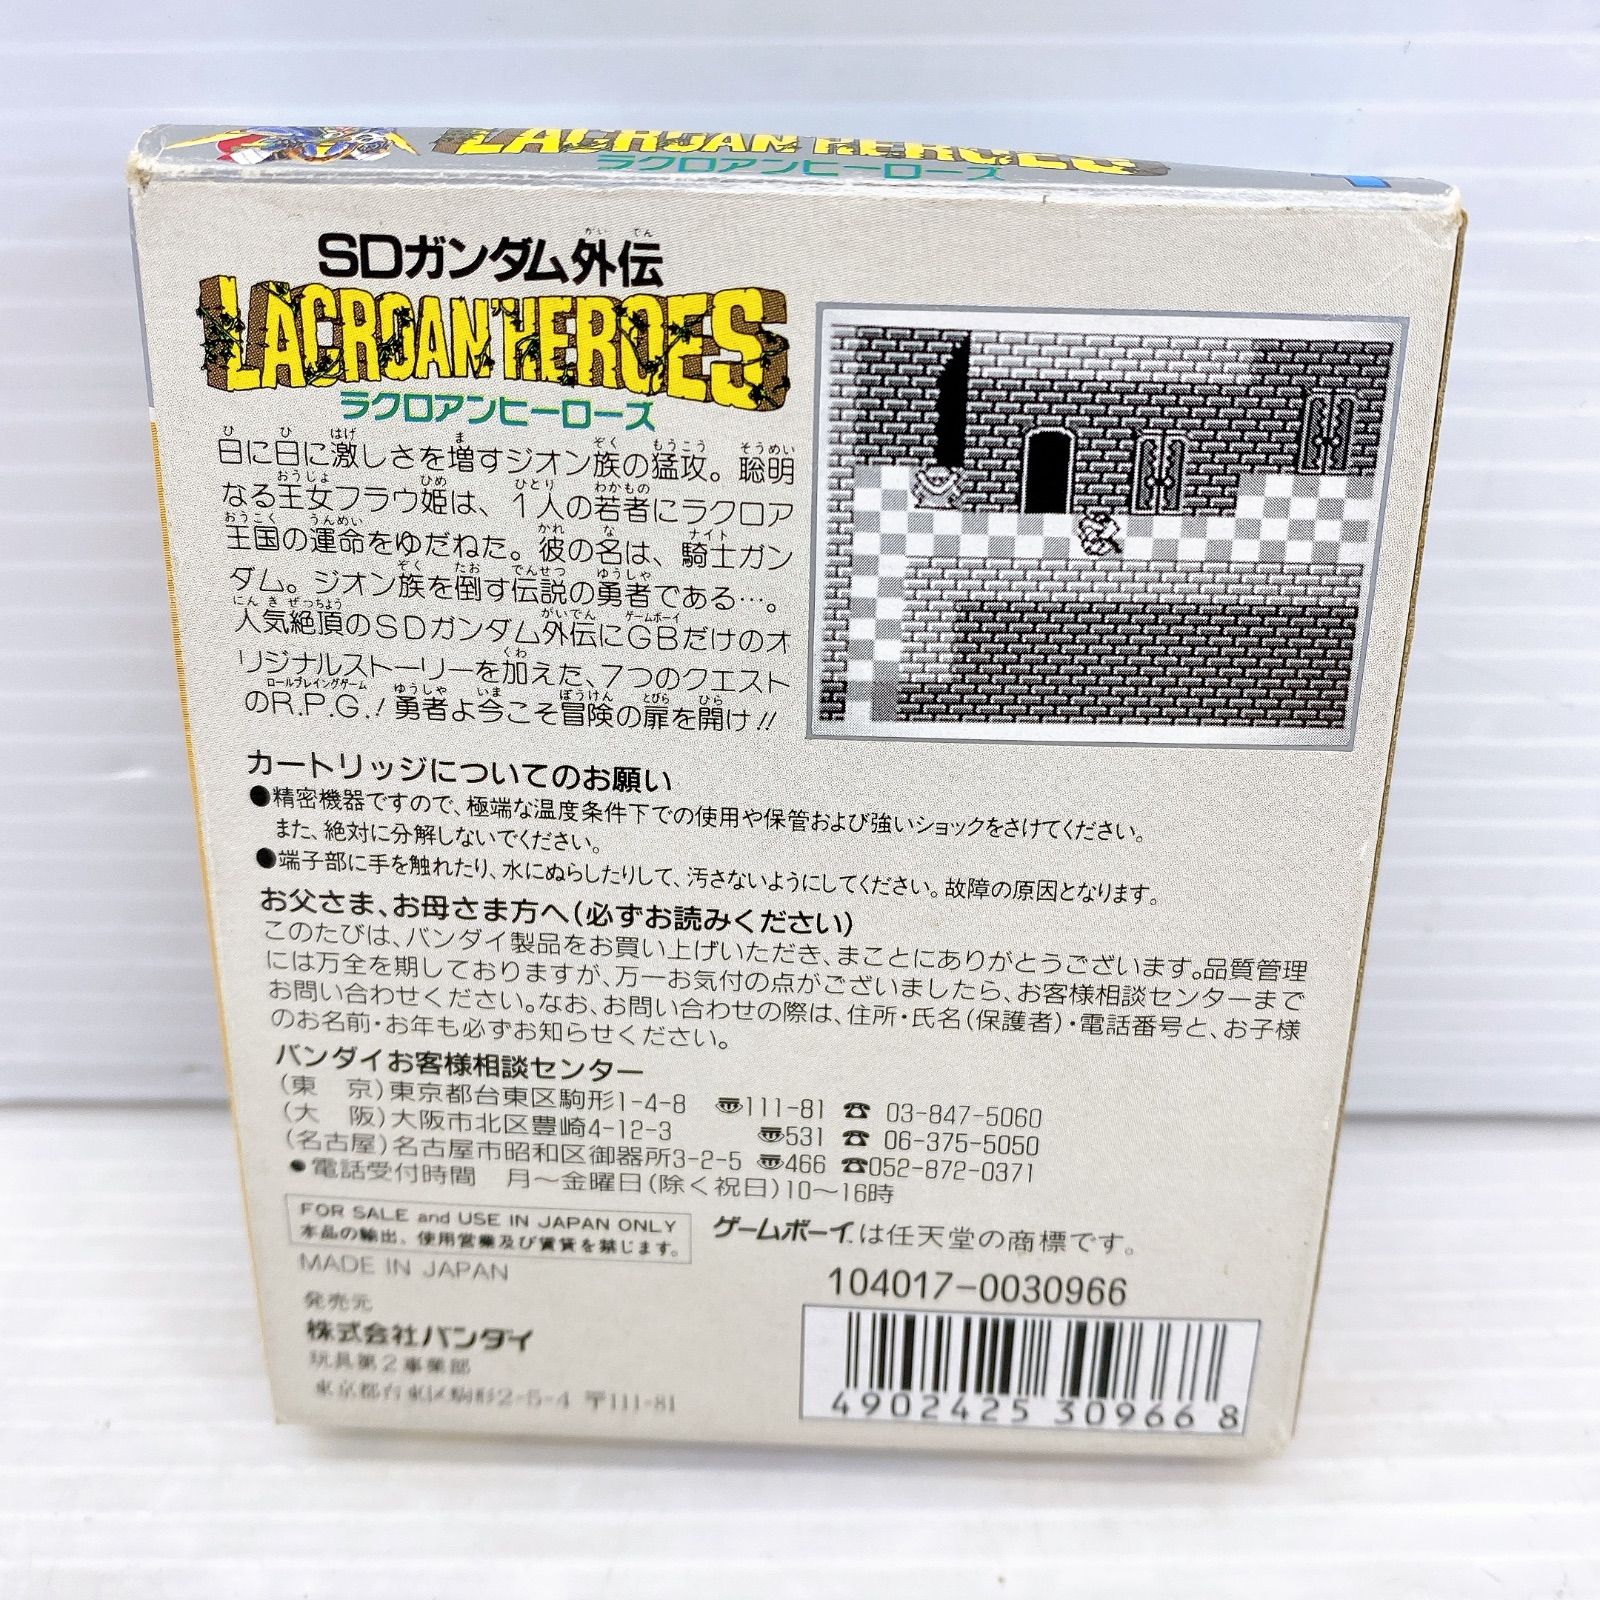 LACROAN'HEROES
ラクロアンヒーローズ
SDガンダム外伝
LACROAN'HEROES
ラクロアンヒーローズ
日に日に激しさを増すジオン族の猛攻。聡明
なる王女フラウ姫は、1人の若者にラクロア
王国の運命をゆだねた。彼の名は、騎士ガン
ダム。ジオン族を倒す伝説の勇者である…。
人気絶頂のSDガンダム外伝にGBだけのオ
リジナルストーリーを加えた、7つのクエスト
のR.P.G.!勇者よ今こそ冒険の扉を開け!!
カートリッジについてのお願い
●精密機器ですので、極端な温度条件下での使用や保管および強いショックをさけてください。
また、絶対に分解しないでください。
●端子部に手を触れたり、水にぬらしたりして、汚さないようにしてください。故障の原因となります。
お父さま、お母さま方へ(必ずお読みください)
このたびは、バンダイ製品をお買い上げいただき、まことにありがとうございます。品質管理
には万全を期しておりますが、万一お気付の点がございましたら、お客様相談センターまで
お問い合わせください。なお、お問い合わせの際は、住所・氏名(保護者)・電話番号と、お子様
のお名前・お年も必ずお知らせください。
バンダイお客様相談センター
(東 京)東京都台東区駒形1-4-8 〠111-81 ☎ 03-847-5060
(大 阪)大阪市北区豊崎4-12-3 〠531 ☎ 06-375-5050
(名古屋)名古屋市昭和区御器所3-2-5 〠466 ☎052-872-0371
●電話受付時間 月〜金曜日(除く祝日)10〜16時
FOR SALE and USE IN JAPAN ONLY
本品の輸出、使用営業及び賃貸を禁じます。
ゲームボーイは任天堂の商標です。
MADE IN JAPAN
104017-0030966
発売元
株式会社バンダイ
玩具第2事業部
東京都台東区駒形2-5-4 〒111-81
4902425309668